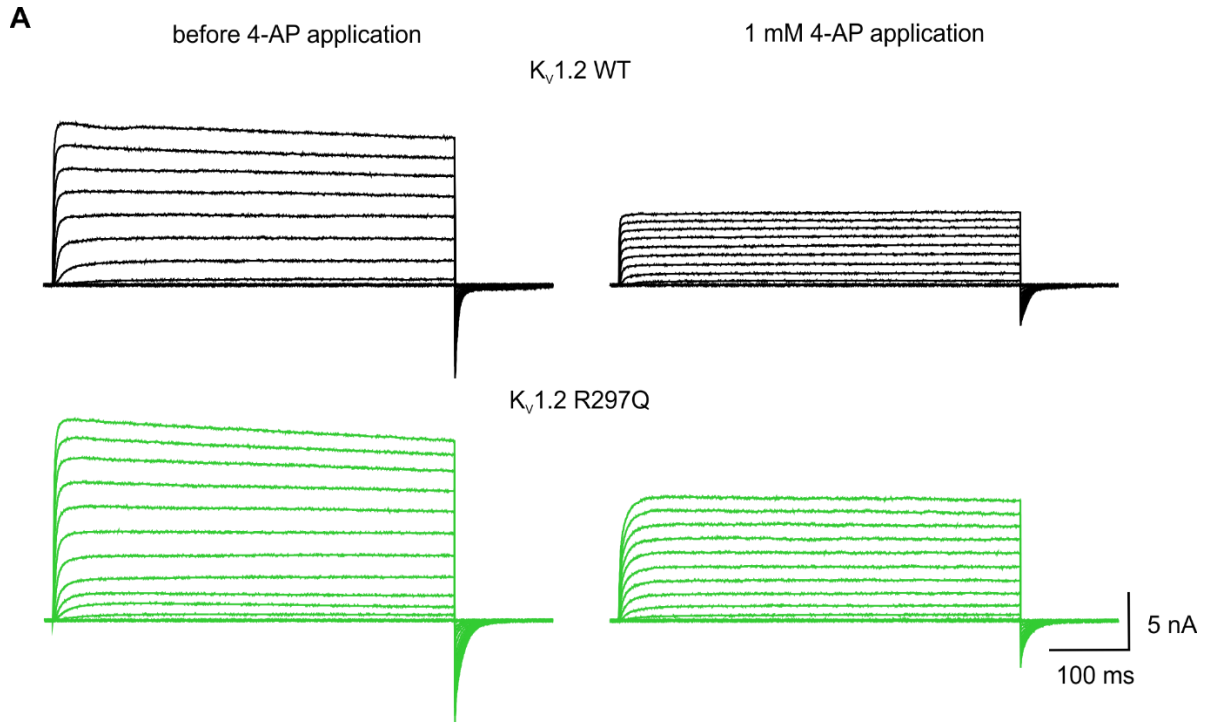 A
before 4-AP application
1 mM 4-AP application
Kᵥ1.2 WT
Kᵥ1.2 R297Q
5 nA
100 ms